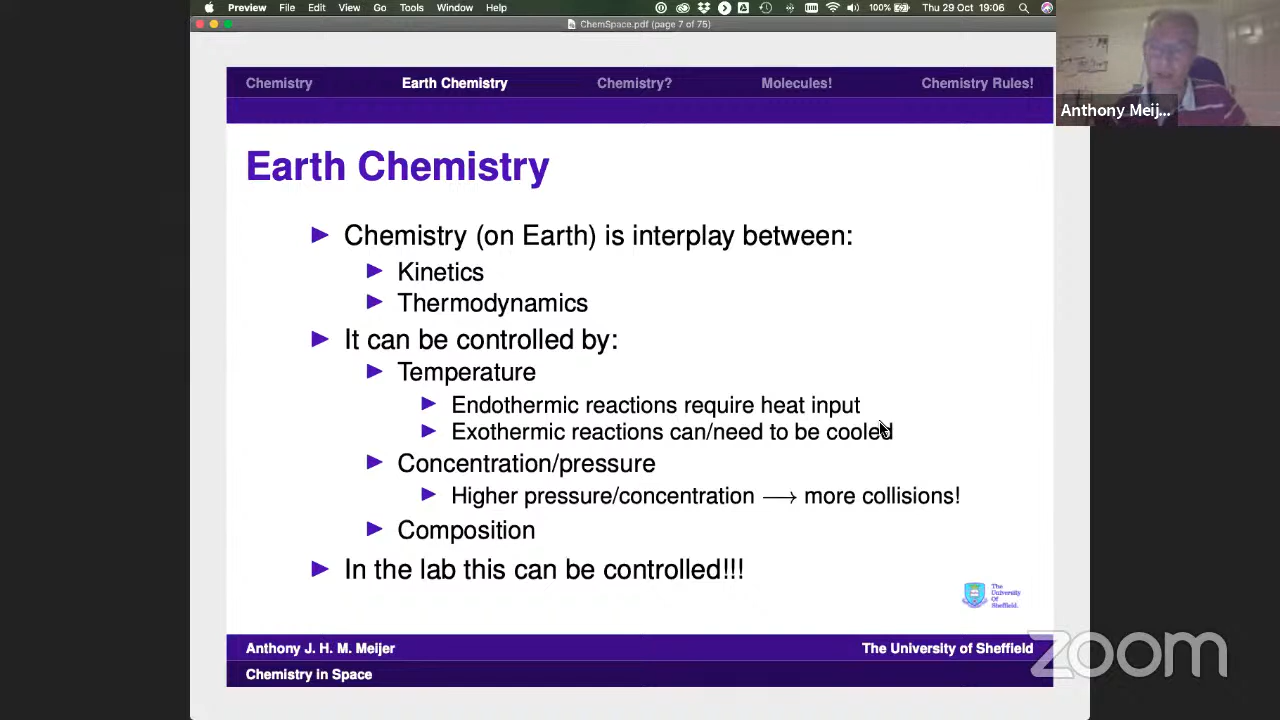 Preview File Edit View Go Tools Window Help 100% Thu 29 Oct 19:06
ChemSpace.pdf (page 7 of 75)
Chemistry Earth Chemistry Chemistry? Molecules! Chemistry Rules!
Anthony Meij...
Earth Chemistry
Chemistry (on Earth) is interplay between:
Kinetics
Thermodynamics
It can be controlled by:
Temperature
Endothermic reactions require heat input
Exothermic reactions can/need to be cooled
Concentration/pressure
Higher pressure/concentration → more collisions!
Composition
In the lab this can be controlled!!!
The
University
Of
Sheffield.
Anthony J. H. M. Meijer The University of Sheffield
Chemistry in Space
zoom